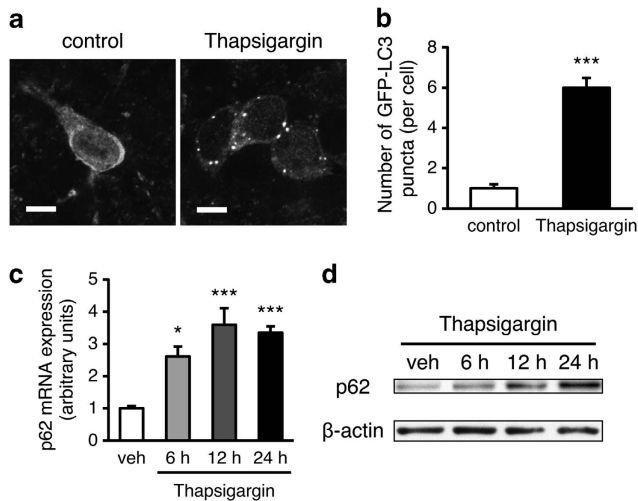 a
control Thapsigargin
b
Number of GFP-LC3
puncta (per cell)
8
6
4
2
0
***
control Thapsigargin
c
p62 mRNA expression
(arbitrary units)
5
4
3
2
1
0
* *** ***
veh 6 h 12 h 24 h
Thapsigargin
d
Thapsigargin
veh 6 h 12 h 24 h
p62
β-actin